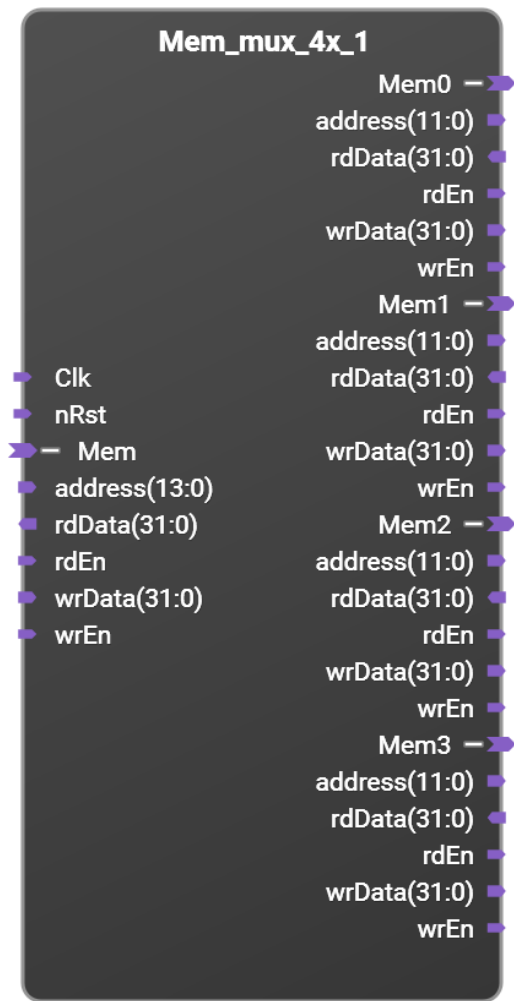 Mem_mux_4x_1
Clk
nRst
Mem
address(13:0)
rdData(31:0)
rdEn
wrData(31:0)
wrEn
Mem0
address(11:0)
rdData(31:0)
rdEn
wrData(31:0)
wrEn
Mem1
address(11:0)
rdData(31:0)
rdEn
wrData(31:0)
wrEn
Mem2
address(11:0)
rdData(31:0)
rdEn
wrData(31:0)
wrEn
Mem3
address(11:0)
rdData(31:0)
rdEn
wrData(31:0)
wrEn